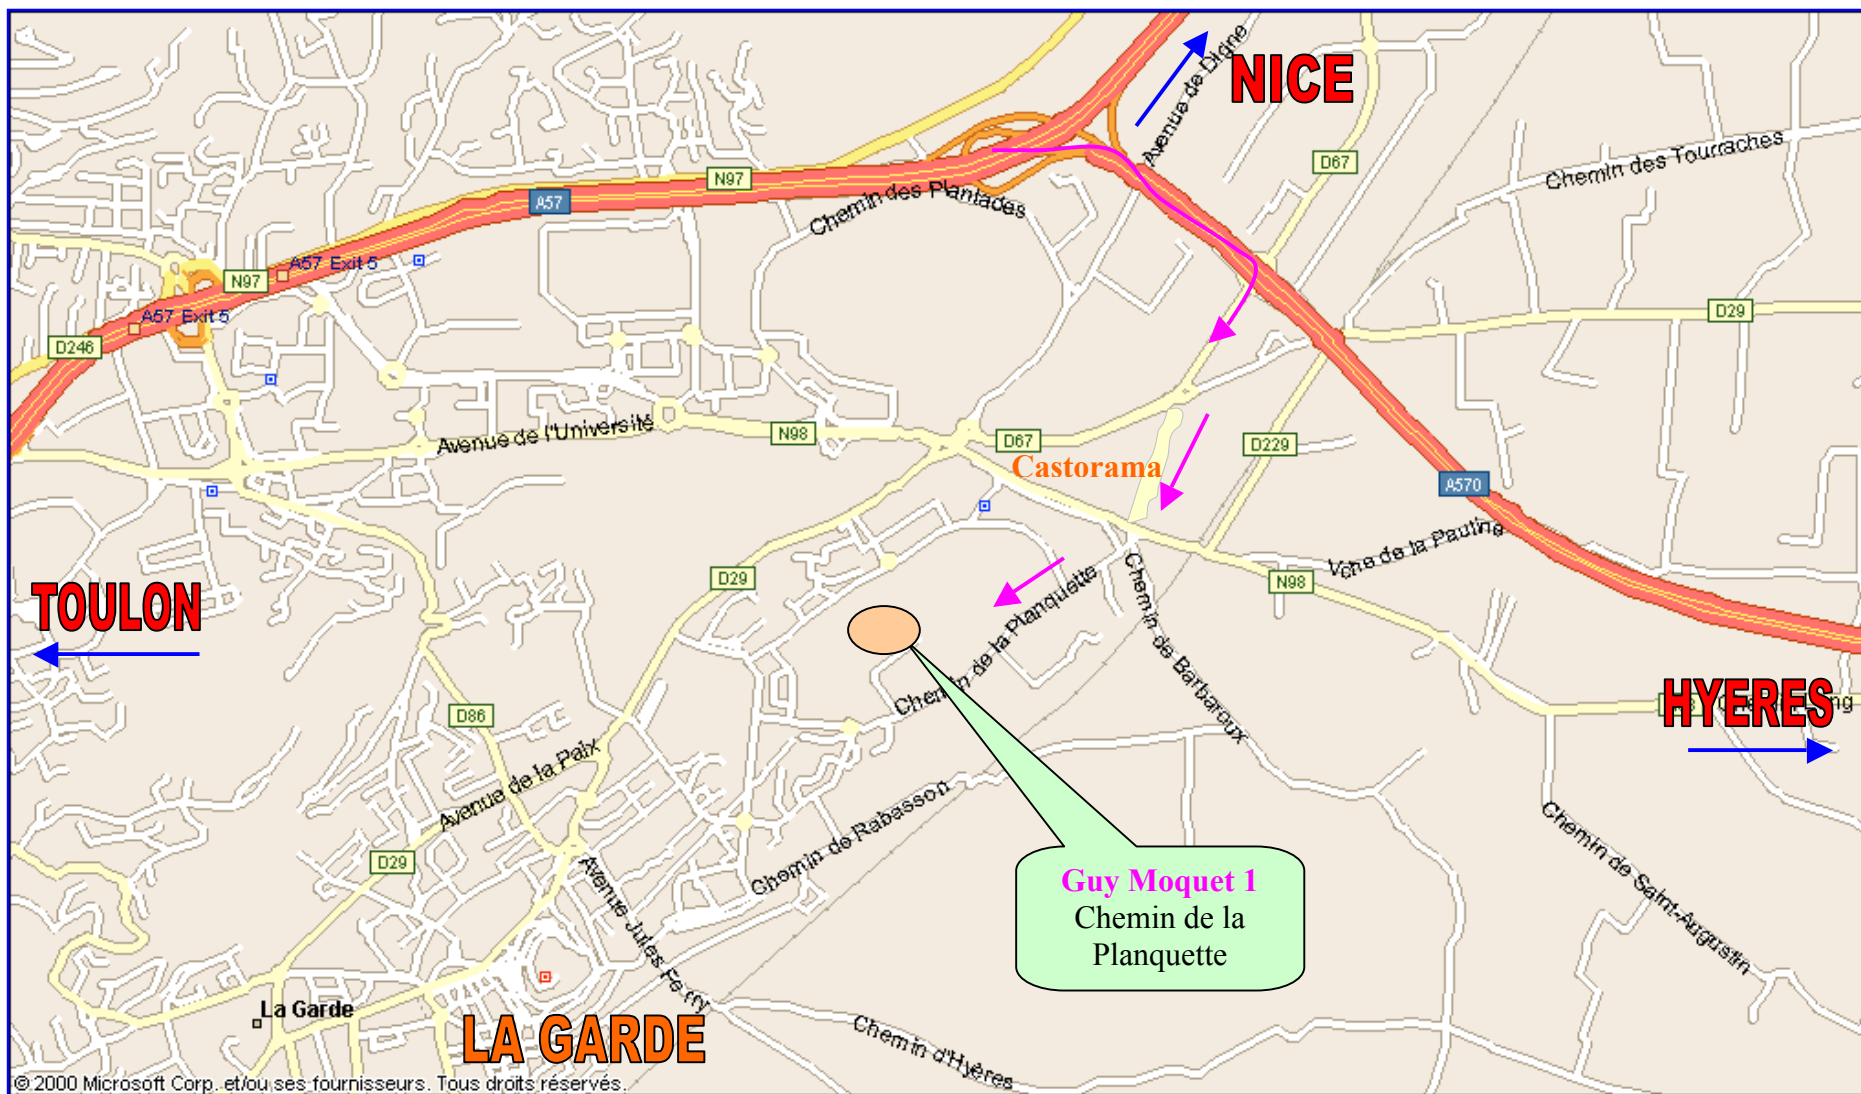 NICE
Avenue de Digne
D67
Chemin des Tourraches
N97
A57
Chemin des Plantades
A57 Exit 5
N97
A57 Exit 5
D246
D29
Avenue de l'Université
N98
D67
D229
Castorama
A570
Vche de la Pauline
D29
N98
TOULON
Chemin de la Planquette
Chemin de Barbaroux
HYERES
D86
Avenue de la Paix
D29
Chemin de Rabasson
Chemin de Saint-Augustin
Guy Moquet 1
Chemin de la
Planquette
Avenue Jules Ferry
La Garde
LA GARDE
Chemin d'Hyères
© 2000 Microsoft Corp. et/ou ses fournisseurs. Tous droits réservés.